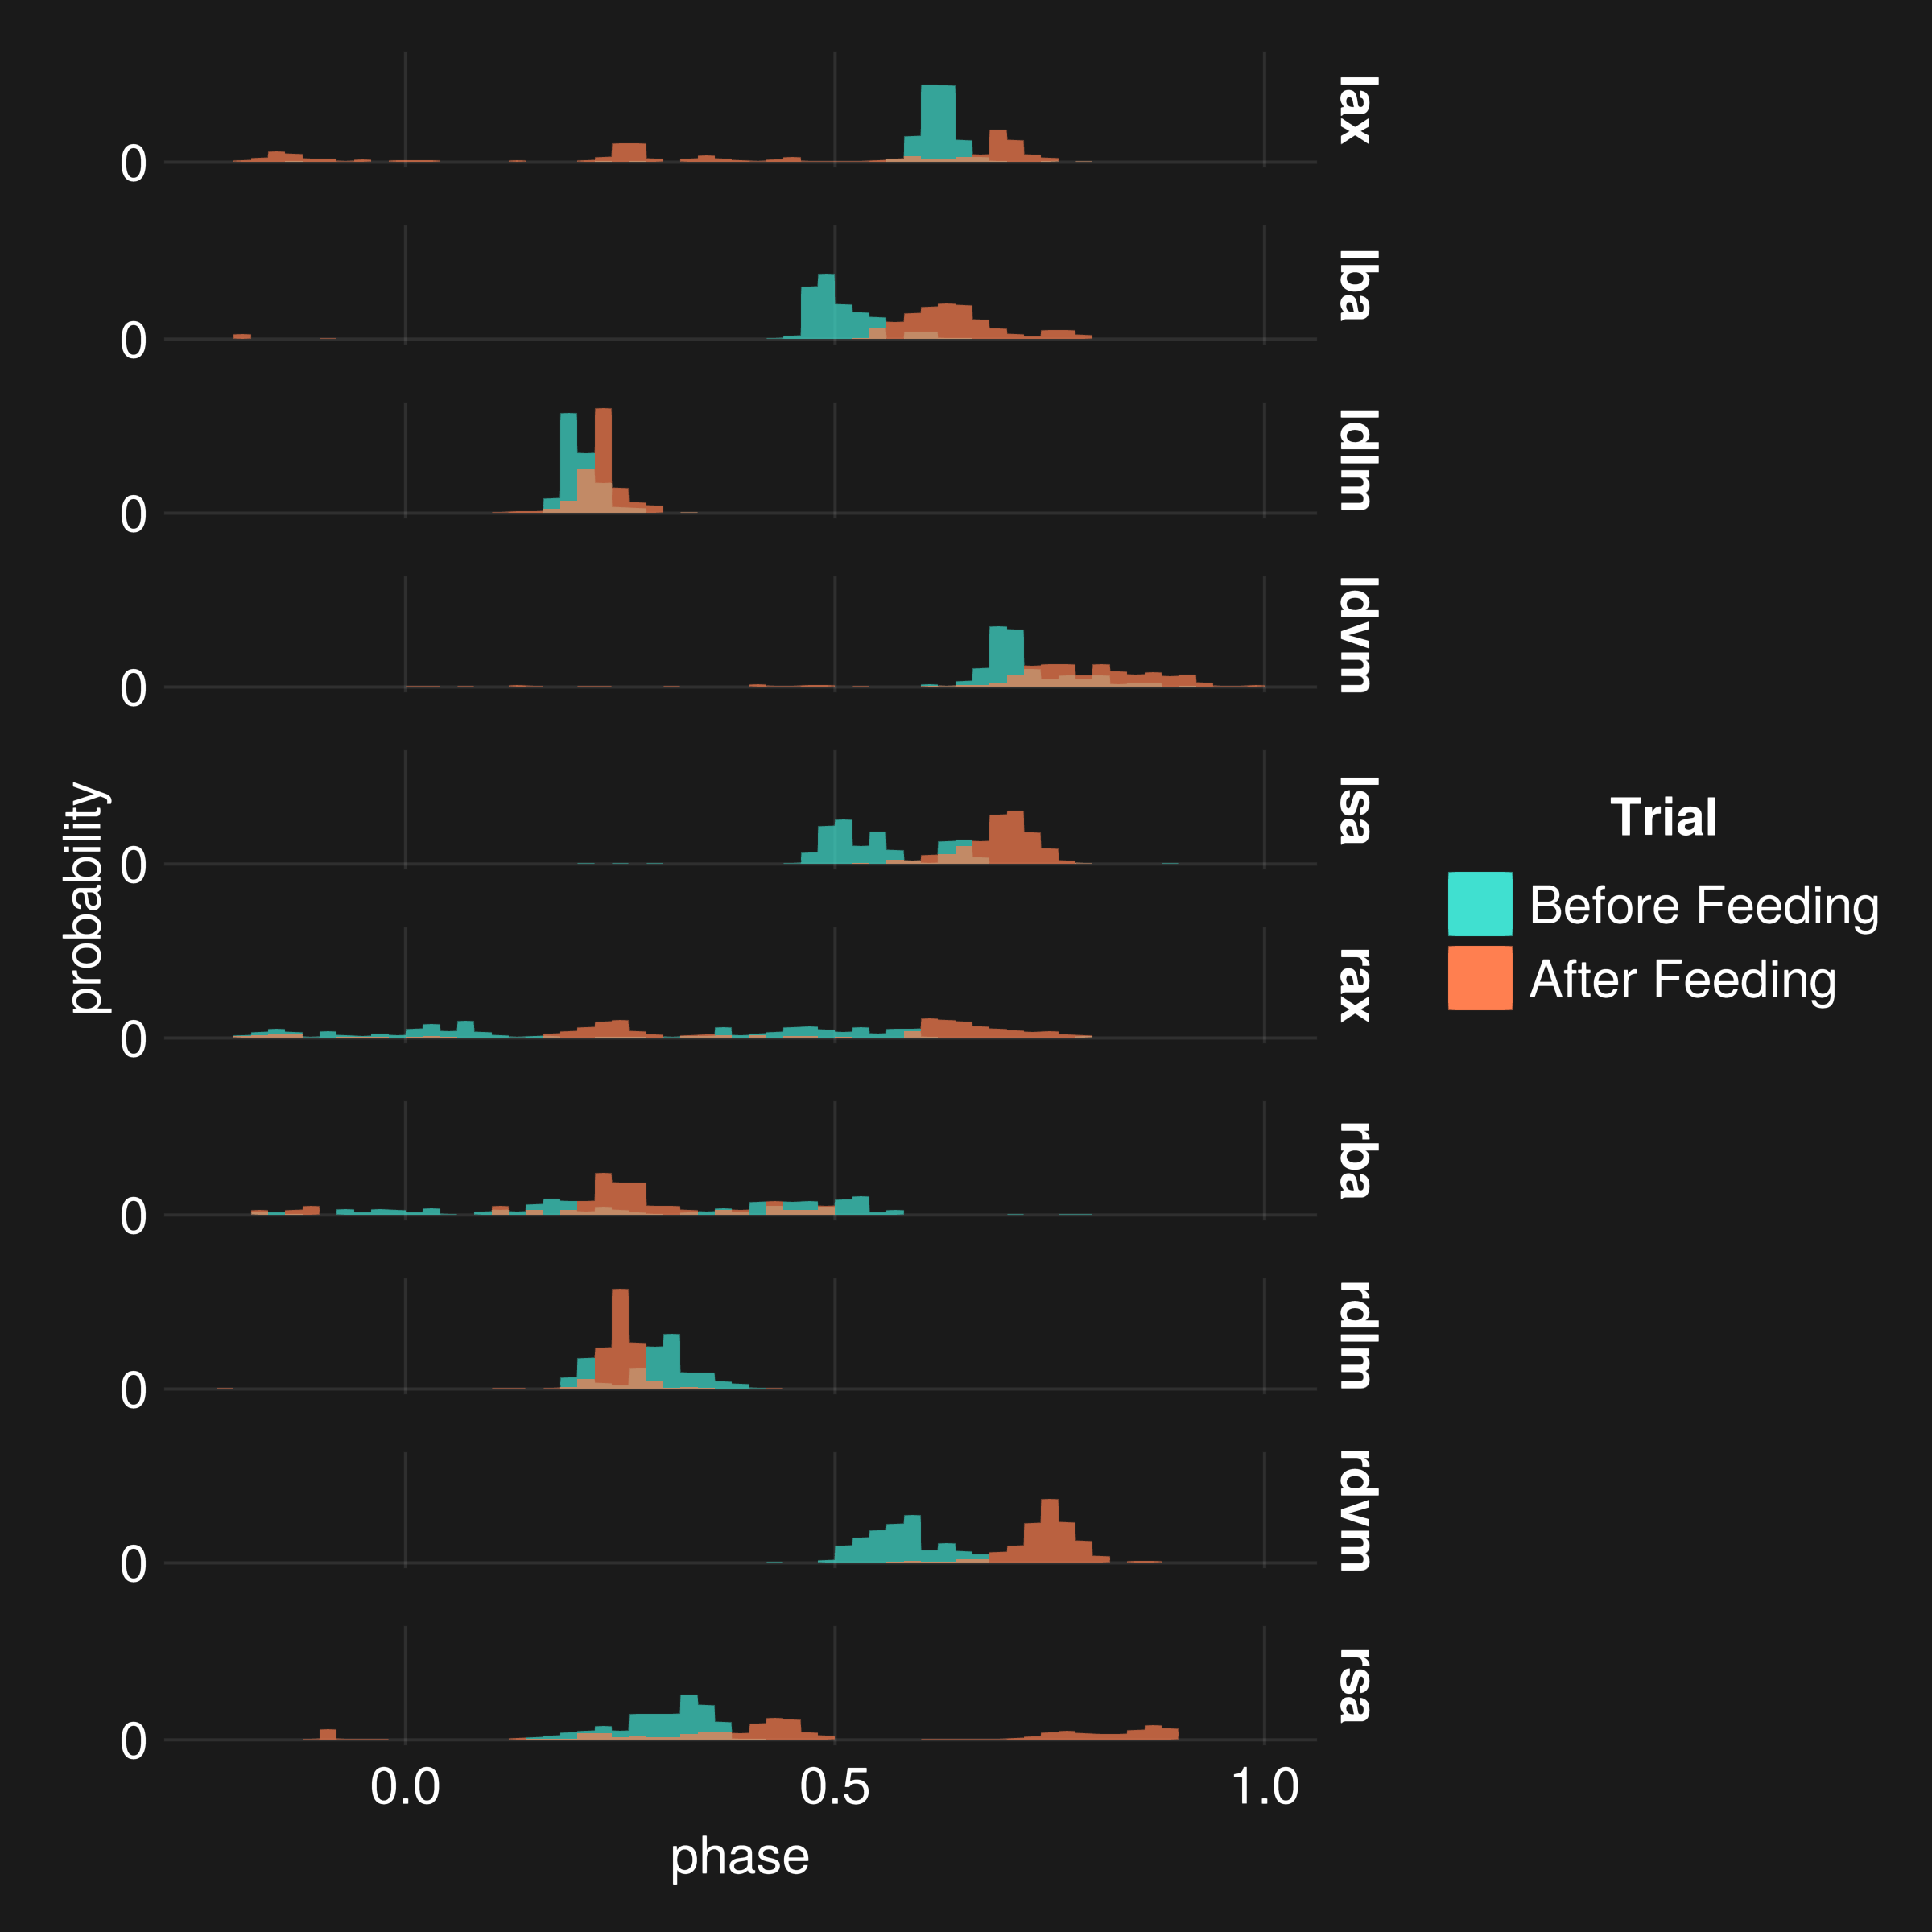 lax
0
lba
0
ldlm
0
ldvm
0
lsa
0
rax
0
rba
0
rdlm
0
rdvm
0
rsa
0
0.0 0.5 1.0
phase
probability
Trial
Before Feeding
After Feeding